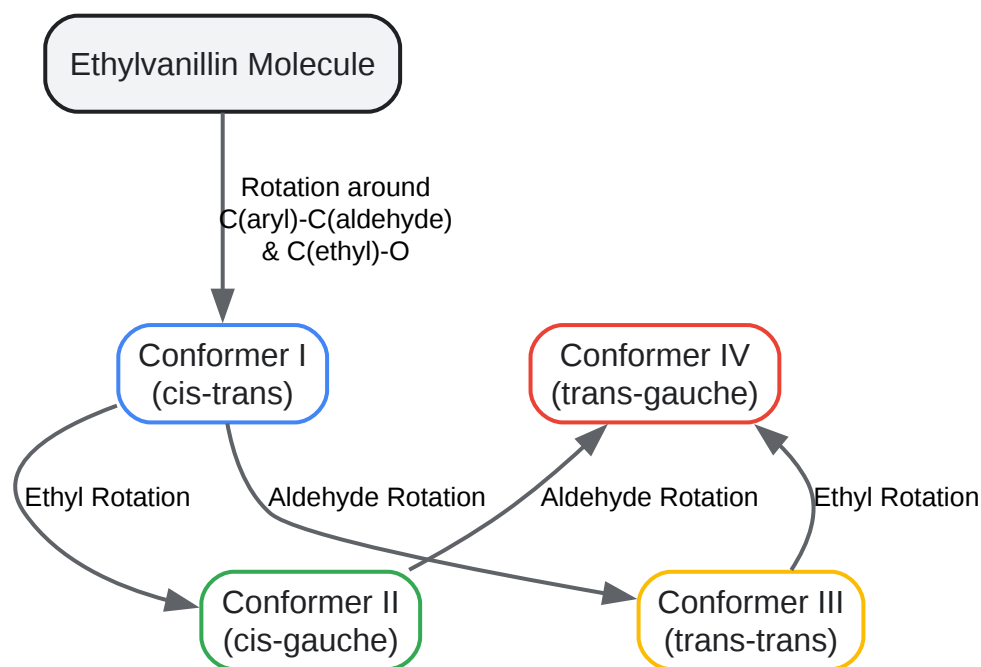 Ethylvanillin Molecule
Rotation around
C(aryl)-C(aldehyde)
& C(ethyl)-O
Conformer I
(cis-trans)
Conformer IV
(trans-gauche)
Ethyl Rotation
Aldehyde Rotation
Aldehyde Rotation
Ethyl Rotation
Conformer II
(cis-gauche)
Conformer III
(trans-trans)